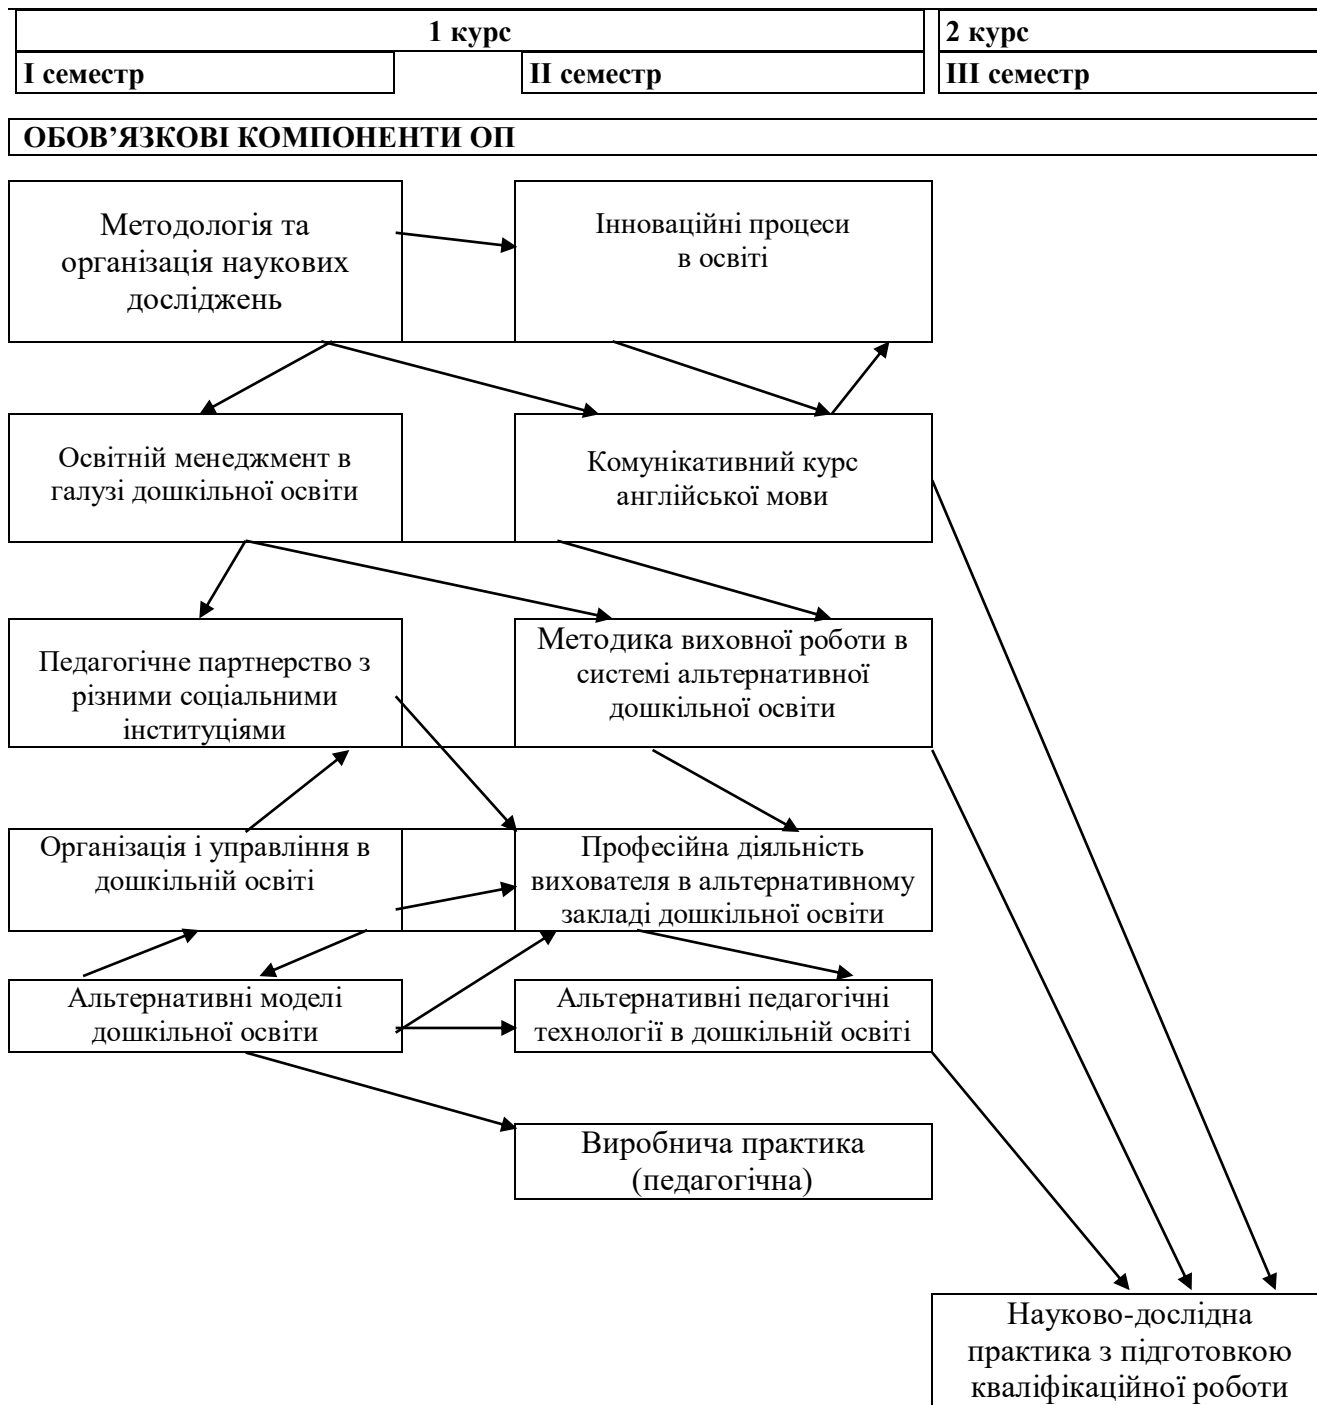 1 курс
2 курс
І семестр
ІІ семестр
ІІІ семестр
ОБОВ’ЯЗКОВІ КОМПОНЕНТИ ОП
Методологія та
організація наукових
досліджень
Інноваційні процеси
в освіті
Освітній менеджмент в
галузі дошкільної освіти
Комунікативний курс
англійської мови
Педагогічне партнерство з
різними соціальними
інституціями
Методика виховної роботи в
системі альтернативної
дошкільної освіти
Організація і управління в
дошкільній освіті
Професійна діяльність
вихователя в альтернативному
закладі дошкільної освіти
Альтернативні моделі
дошкільної освіти
Альтернативні педагогічні
технології в дошкільній освіті
Виробнича практика
(педагогічна)
Науково-дослідна
практика з підготовкою
кваліфікаційної роботи